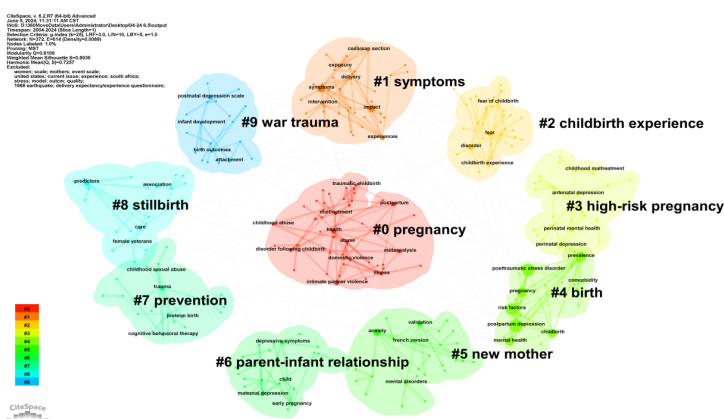 CiteSpace, v. 6.2.R7 (64-bit) Advanced
June 5, 2024, 11:31:11 AM CST
WoS: D:\360MoveData\Users\Administrator\Desktop\04-24 6.5\output
Timespan: 2004-2024 (Slice Length=1)
Selection Criteria: g-index (k=25), LRF=3.0, L/N=10, LBY=5, e=1.0
Network: N=372, E=614 (Density=0.0089)
Nodes Labeled: 1.0%
Pruning: MST
Modularity Q=0.9109
Weighted Mean Silhouette S=0.8936
Harmonic Mean(Q, S)=0.7257
Excluded:
women; scale; mothers; event scale;
united states; current issue; experience; south africa;
stress; model; outcm; quality;
1988 earthquake; delivery expectancy/experience questionnaire;
cesarean section
exposure
delivery
#1 symptoms
symptoms
intervention
impact
experiences
postnatal depression scale
infant development
#9 war trauma
birth outcomes
attachment
fear of childbirth
fear
#2 childbirth experience
disorder
childbirth experience
childhood maltreatment
antenatal depression
#3 high-risk pregnancy
perinatal mental health
perinatal depression
predictors
association
#8 stillbirth
care
female veterans
traumatic childbirth
postpartum
maltreatment
childhood abuse
health
#0 pregnancy
abuse
disorder following childbirth
metaanalysis
domestic violence
illness
intimate partner violence
prevalence
posttraumatic stress disorder
comorbidity
pregnancy
#4 birth
risk factors
postpartum depression
childbirth
mental health
childhood sexual abuse
trauma
#7 prevention
preterm birth
cognitive behavioral therapy
validation
anxiety
french version
#5 new mother
mental disorders
depressive symptoms
#6 parent-infant relationship
child
maternal depression
early pregnancy
#0
#1
#2
#3
#4
#5
#6
#7
#8
#9
CiteSpace